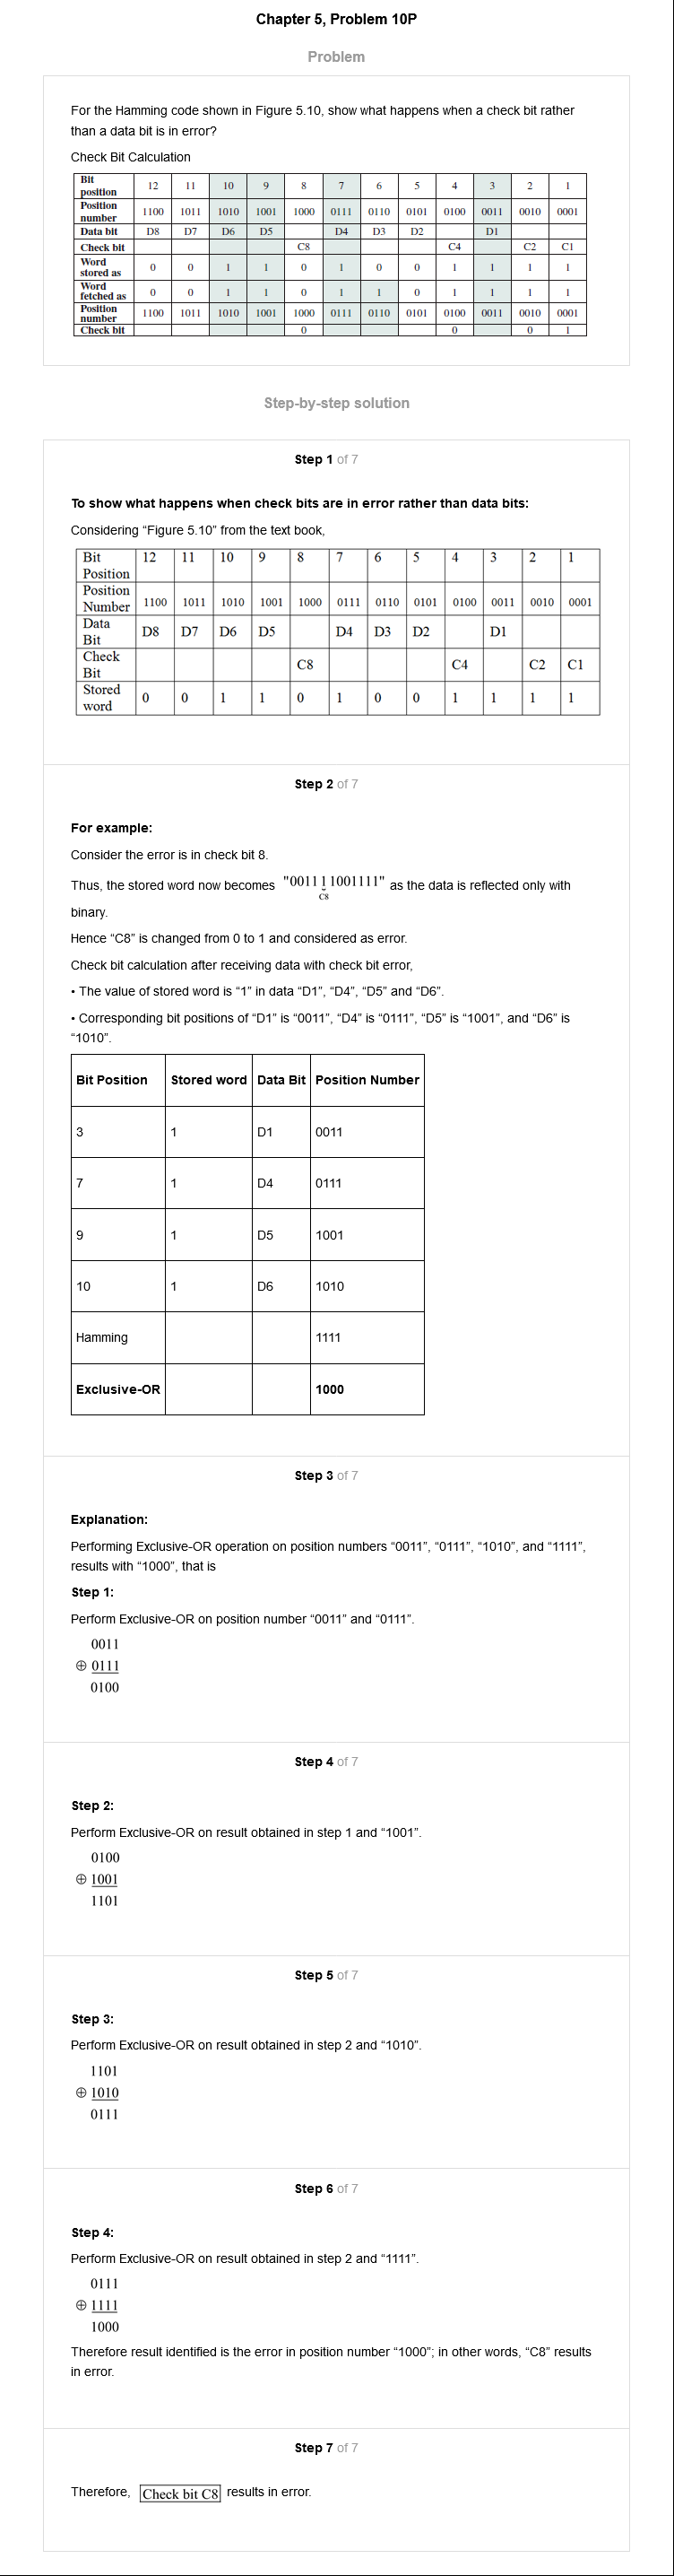 Chapter 5, Problem 10P
Problem
For the Hamming code shown in Figure 5.10, show what happens when a check bit rather
than a data bit is in error?
Check Bit Calculation
Bit position 12 11 10 9 8 7 6 5 4 3 2 1
Position number 1100 1011 1010 1001 1000 0111 0110 0101 0100 0011 0010 0001
Data bit D8 D7 D6 D5 D4 D3 D2 D1
Check bit C8 C4 C2 C1
Word stored as 0 0 1 1 0 1 0 0 1 1 1 1
Word fetched as 0 0 1 1 0 1 1 0 1 1 1 1
Position number 1100 1011 1010 1001 1000 0111 0110 0101 0100 0011 0010 0001
Check bit 0 0 0 1
Step-by-step solution
Step 1 of 7
To show what happens when check bits are in error rather than data bits:
Considering “Figure 5.10” from the text book,
Bit Position 12 11 10 9 8 7 6 5 4 3 2 1
Position Number 1100 1011 1010 1001 1000 0111 0110 0101 0100 0011 0010 0001
Data Bit D8 D7 D6 D5 D4 D3 D2 D1
Check Bit C8 C4 C2 C1
Stored word 0 0 1 1 0 1 0 0 1 1 1 1
Step 2 of 7
For example:
Consider the error is in check bit 8.
Thus, the stored word now becomes "0011 1 1001111" as the data is reflected only with
C8
binary.
Hence “C8” is changed from 0 to 1 and considered as error.
Check bit calculation after receiving data with check bit error,
• The value of stored word is “1” in data “D1”, “D4”, “D5” and “D6”.
• Corresponding bit positions of “D1” is “0011”, “D4” is “0111”, “D5” is “1001”, and “D6” is
“1010”.
Bit Position Stored word Data Bit Position Number
3 1 D1 0011
7 1 D4 0111
9 1 D5 1001
10 1 D6 1010
Hamming 1111
Exclusive-OR 1000
Step 3 of 7
Explanation:
Performing Exclusive-OR operation on position numbers “0011”, “0111”, “1010”, and “1111”,
results with “1000”, that is
Step 1:
Perform Exclusive-OR on position number “0011” and “0111”.
0011
⊕ 0111
0100
Step 4 of 7
Step 2:
Perform Exclusive-OR on result obtained in step 1 and “1001”.
0100
⊕ 1001
1101
Step 5 of 7
Step 3:
Perform Exclusive-OR on result obtained in step 2 and “1010”.
1101
⊕ 1010
0111
Step 6 of 7
Step 4:
Perform Exclusive-OR on result obtained in step 2 and “1111”.
0111
⊕ 1111
1000
Therefore result identified is the error in position number “1000”; in other words, “C8” results
in error.
Step 7 of 7
Therefore, Check bit C8 results in error.